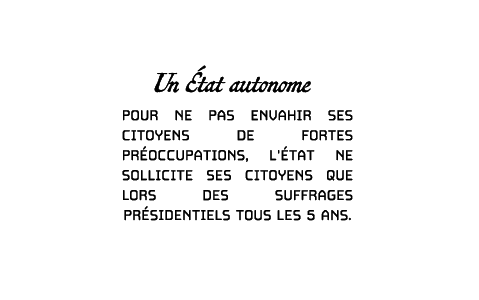 Un État autonome
POUR NE PAS ENVAHIR SES
CITOYENS DE FORTES
PRÉOCCUPATIONS, L'ÉTAT NE
SOLLICITE SES CITOYENS QUE
LORS DES SUFFRAGES
PRÉSIDENTIELS TOUS LES 5 ANS.